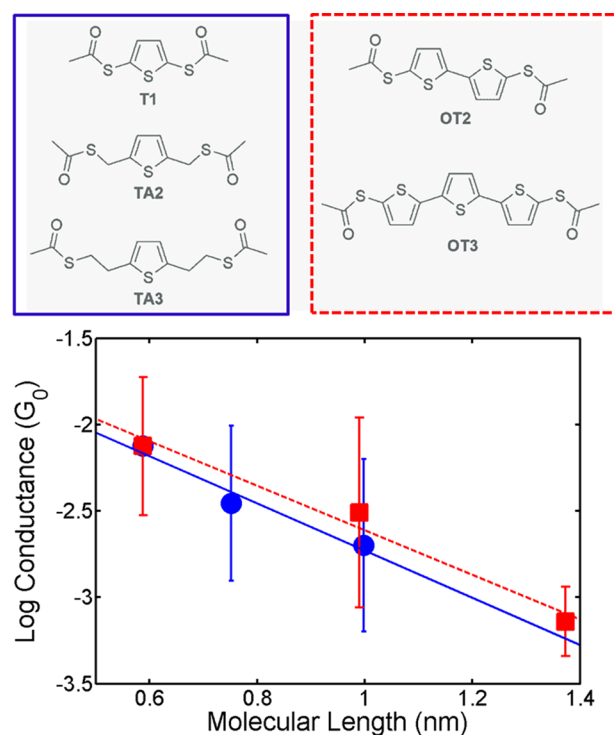 O
S
S
S
O
T1
O
S
S
S
O
TA2
O
S
S
S
O
TA3
O
S
S
S
S
O
OT2
O
S
S
S
S
S
O
OT3
Log Conductance (G0)
-1.5
-2
-2.5
-3
-3.5
0.6 0.8 1 1.2 1.4
Molecular Length (nm)